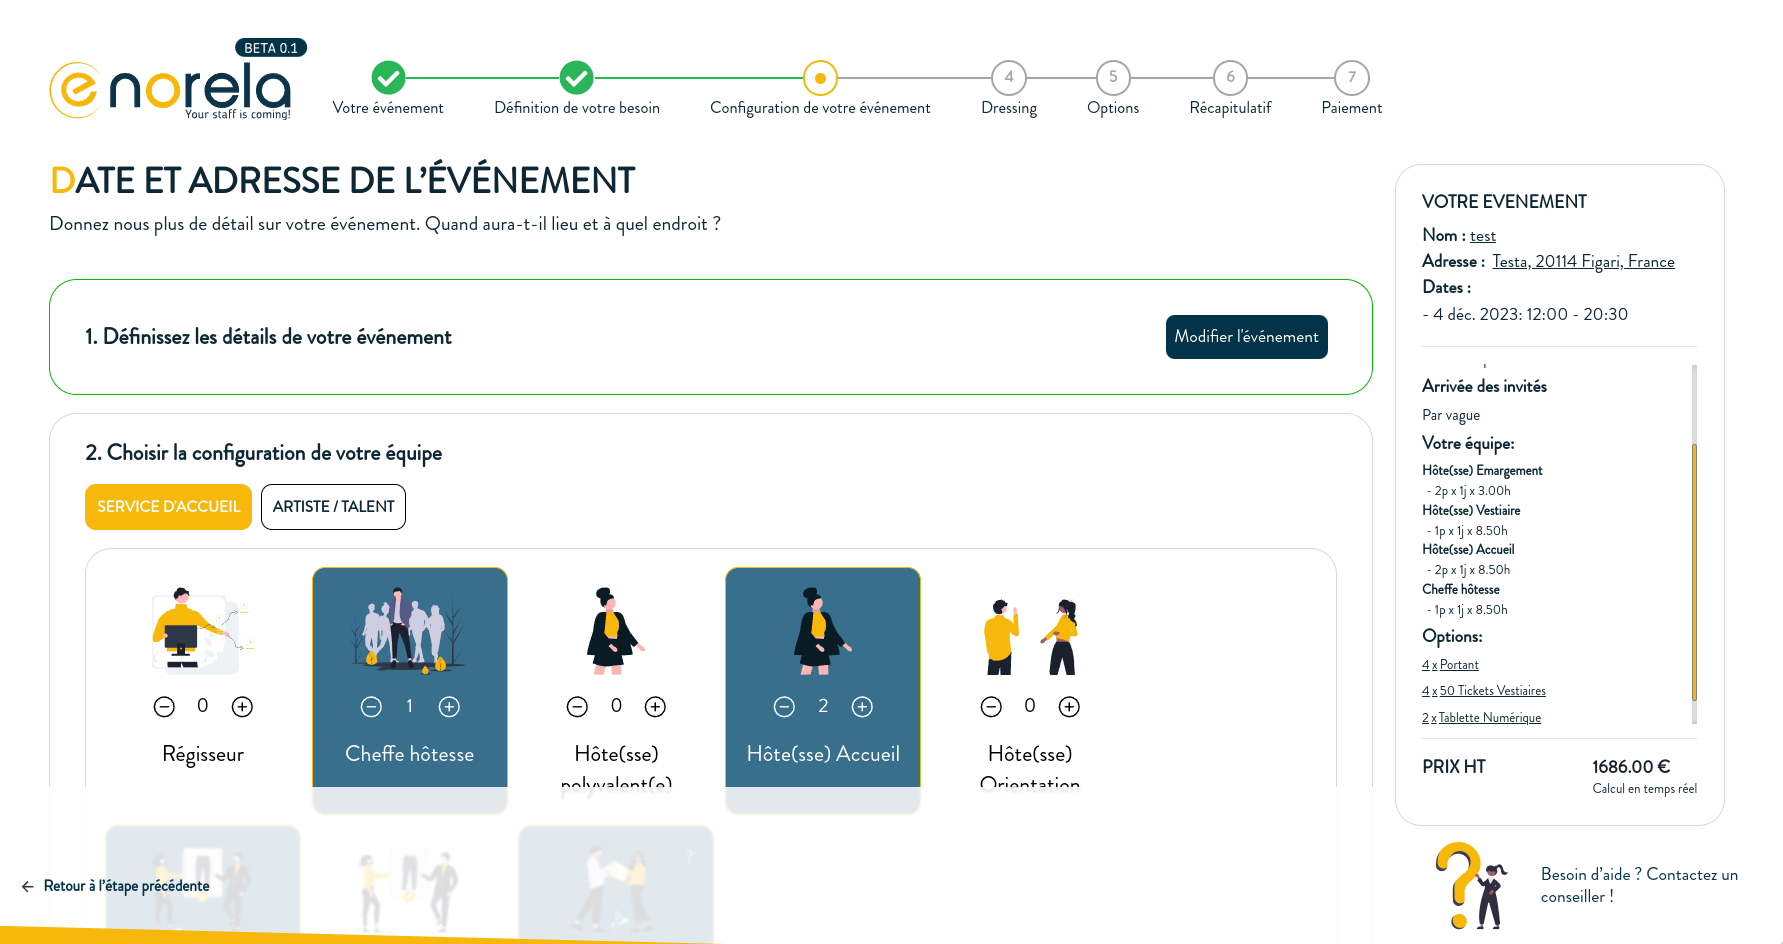 BETA 0.1
enorela
Your staff is coming!
4
5
6
7
Votre événement
Définition de votre besoin
Configuration de votre événement
Dressing
Options
Récapitulatif
Paiement
DATE ET ADRESSE DE L'ÉVÉNEMENT
Donnez nous plus de détail sur votre événement. Quand aura-t-il lieu et à quel endroit ?
1. Définissez les détails de votre événement
Modifier l'événement
2. Choisir la configuration de votre équipe
SERVICE D'ACCUEIL
ARTISTE / TALENT
0
1
0
2
0
Régisseur
Cheffe hôtesse
Hôte(sse)
polyvalent(e)
Hôte(sse) Accueil
Hôte(sse)
Orientation
← Retour à l'étape précédente
VOTRE EVENEMENT
Nom : test
Adresse : Testa, 20114 Figari, France
Dates :
- 4 déc. 2023: 12:00 - 20:30
Arrivée des invités
Par vague
Votre équipe:
Hôte(sse) Emargement
- 2p x 1j x 3.00h
Hôte(sse) Vestiaire
- 1p x 1j x 8.50h
Hôte(sse) Accueil
- 2p x 1j x 8.50h
Cheffe hôtesse
- 1p x 1j x 8.50h
Options:
4 x Portant
4 x 50 Tickets Vestiaires
2 x Tablette Numérique
PRIX HT
1686.00 €
Calcul en temps réel
Besoin d'aide ? Contactez un
conseiller !